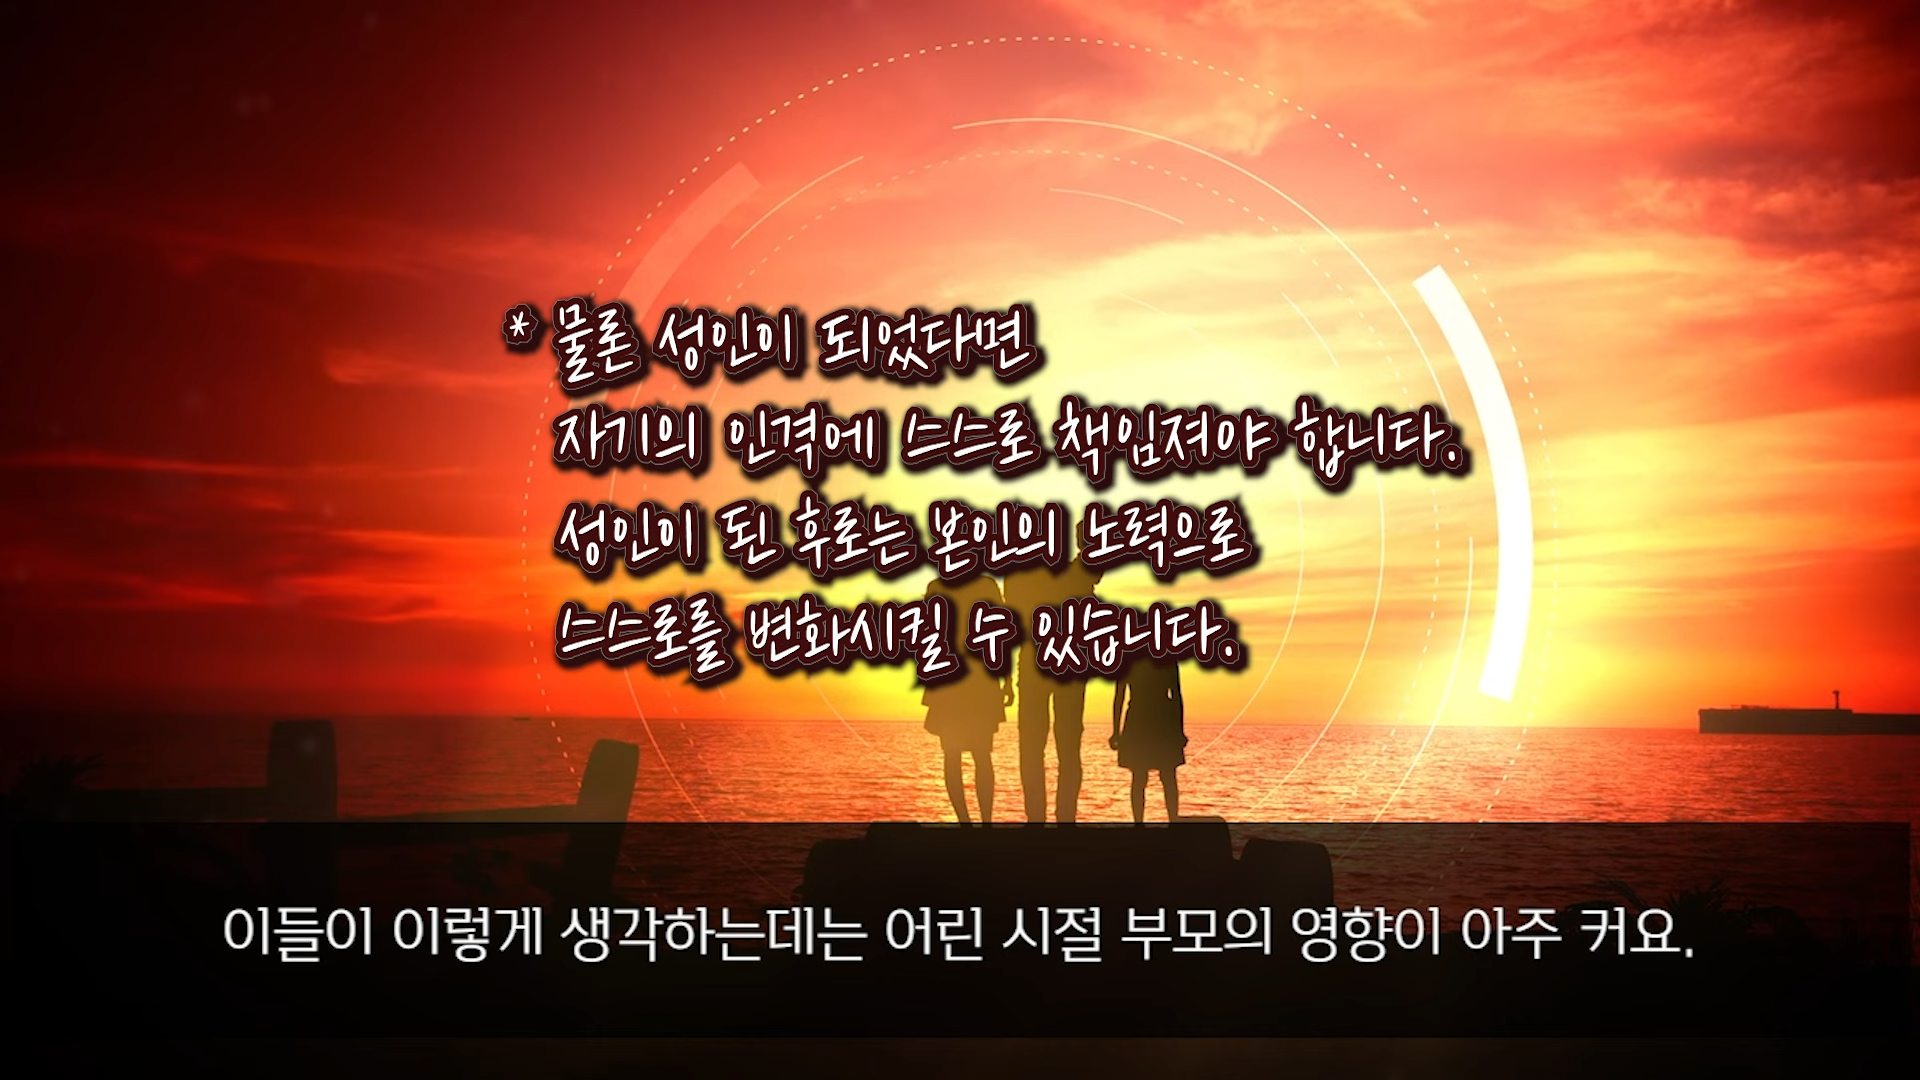 * 물론 성인이 되었다면
자기의 인격에 스스로 책임져야 합니다.
성인이 된 후로는 본인의 노력으로
스스로를 변화시킬 수 있습니다.
이들이 이렇게 생각하는데는 어린 시절 부모의 영향이 아주 커요.